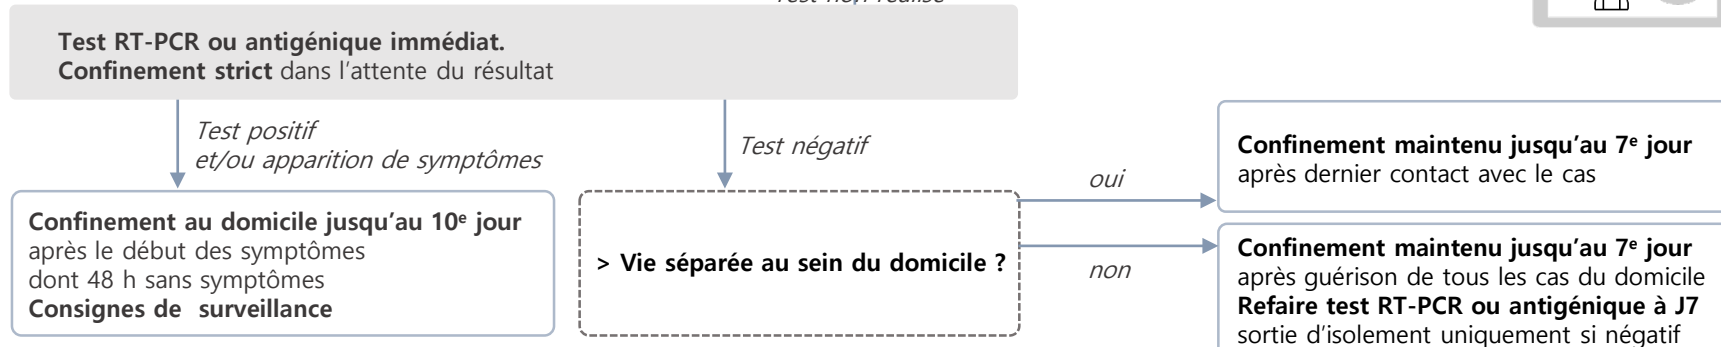 Test non réalisé
Test RT-PCR ou antigénique immédiat.
Confinement strict dans l'attente du résultat
Test positif
et/ou apparition de symptômes
Test négatif
oui
non
Confinement au domicile jusqu'au 10ᵉ jour
après le début des symptômes
dont 48 h sans symptômes
Consignes de surveillance
> Vie séparée au sein du domicile ?
Confinement maintenu jusqu'au 7ᵉ jour
après dernier contact avec le cas
Confinement maintenu jusqu'au 7ᵉ jour
après guérison de tous les cas du domicile
Refaire test RT-PCR ou antigénique à J7
sortie d'isolement uniquement si négatif